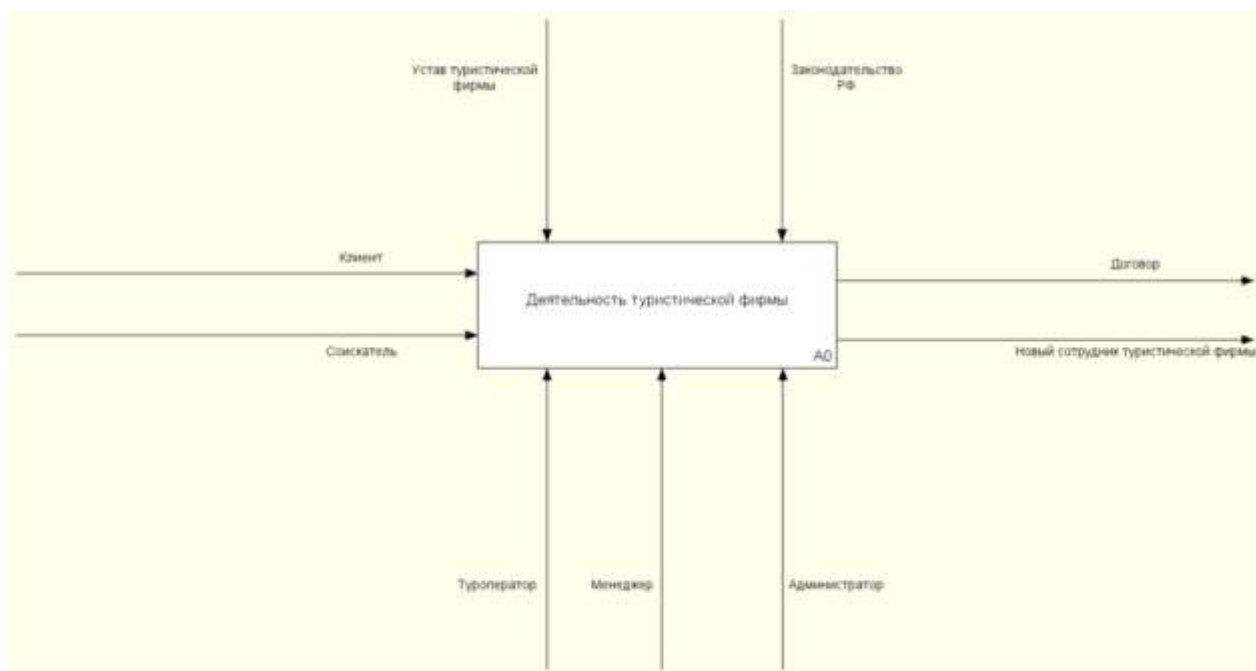 Устав туристической
фирмы
Законодательство
РФ
Клиент
Договор
Деятельность туристической фирмы
Соискатель
A0
Новый сотрудник туристической фирмы
Туроператор
Менеджер
Администратор